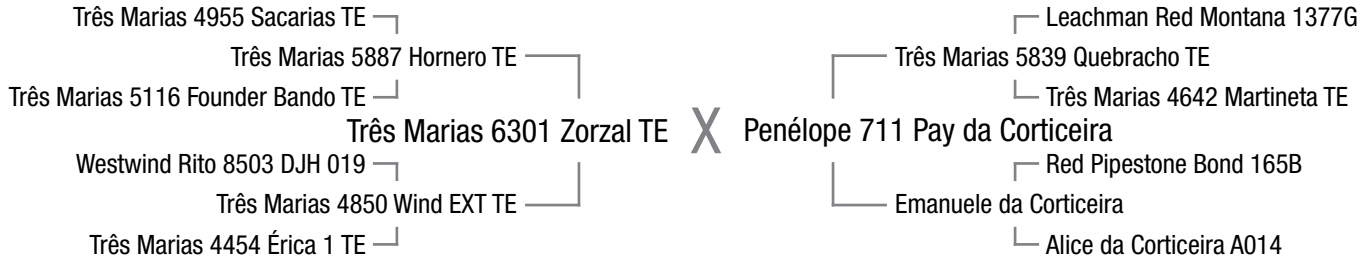 Três Marias 4955 Sacarias TE
Leachman Red Montana 1377G
Três Marias 5887 Hornero TE
Três Marias 5839 Quebracho TE
Três Marias 5116 Founder Bando TE
Três Marias 4642 Martineta TE
Três Marias 6301 Zorzal TE X Penélope 711 Pay da Corticeira
Westwind Rito 8503 DJH 019
Red Pipestone Bond 165B
Três Marias 4850 Wind EXT TE
Emanuele da Corticeira
Três Marias 4454 Érica 1 TE
Alice da Corticeira A014